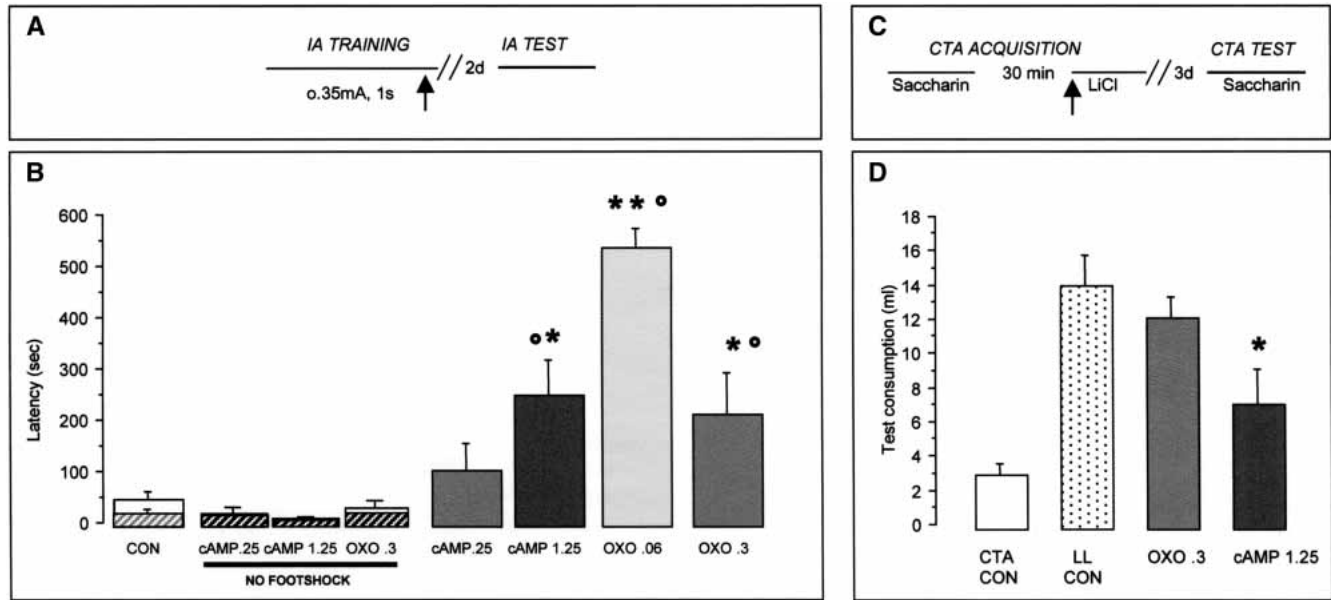 A
IA TRAINING
IA TEST
2d
o.35mA, 1s
B
Latency (sec)
600
500
400
300
200
100
0
* * °
° *
* °
CON
cAMP.25
cAMP 1.25
OXO .3
NO FOOTSHOCK
cAMP.25
cAMP 1.25
OXO .06
OXO .3
C
CTA ACQUISITION
CTA TEST
30 min
3d
Saccharin
LiCl
Saccharin
D
Test consumption (ml)
18
16
14
12
10
8
6
4
2
0
*
CTA
CON
LL
CON
OXO .3
cAMP 1.25